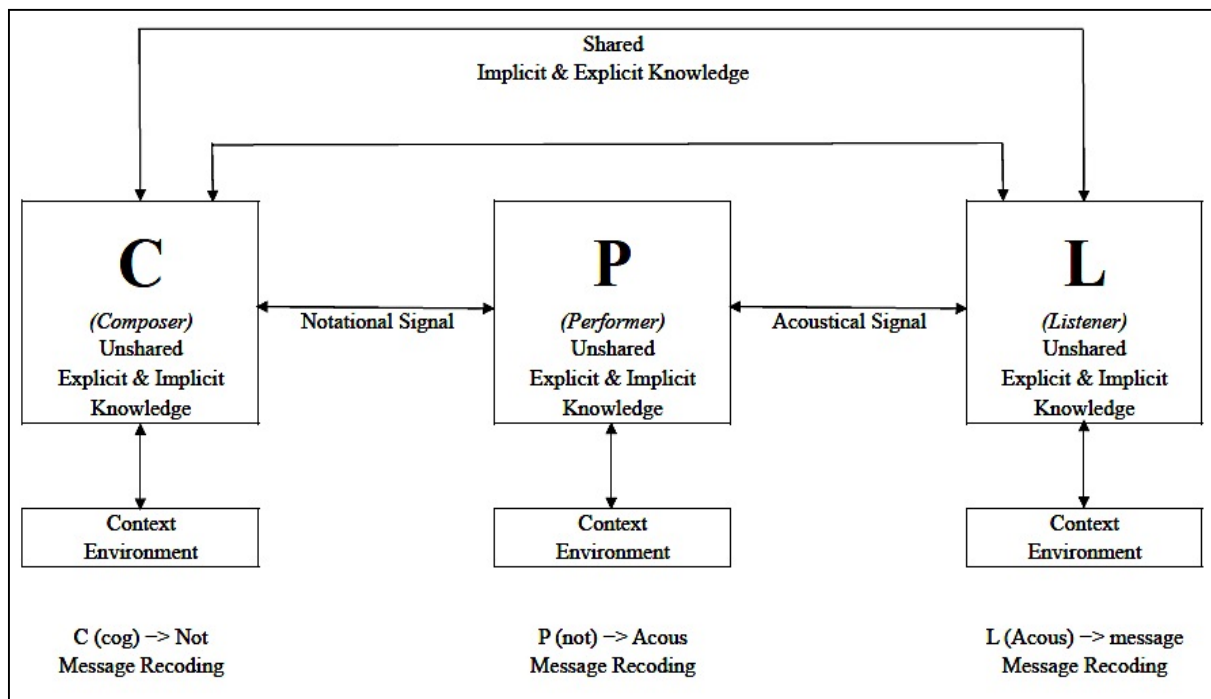 Shared
Implicit & Explicit Knowledge
C
(Composer)
Unshared
Explicit & Implicit
Knowledge
Notational Signal
P
(Performer)
Unshared
Explicit & Implicit
Knowledge
Acoustical Signal
L
(Listener)
Unshared
Explicit & Implicit
Knowledge
Context
Environment
Context
Environment
Context
Environment
C (cog) −> Not
Message Recoding
P (not) −> Acous
Message Recoding
L (Acous) −> message
Message Recoding